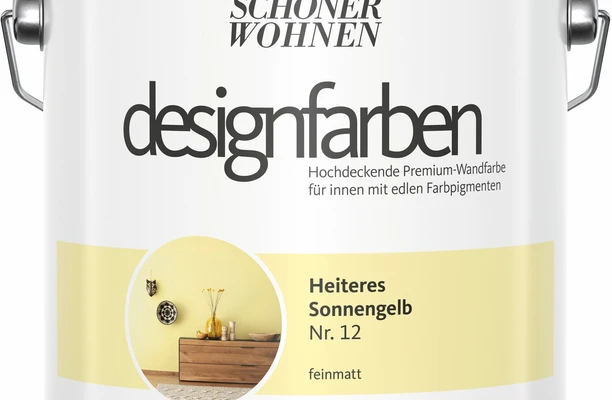 SCHÖNER
WOHNEN
designfarben
Hochdeckende Premium-Wandfarbe
für innen mit edlen Farbpigmenten
Heiteres
Sonnengelb
Nr. 12
feinmatt